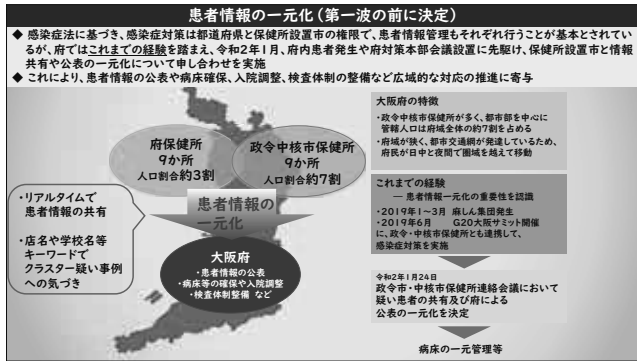 患者情報の一元化（第一波の前に決定）
◆ 感染症法に基づき、感染症対策は都道府県と保健所設置市の権限で、患者情報管理もそれぞれ行うことが基本とされてい
るが、府ではこれまでの経験を踏まえ、令和2年1月、府内患者発生や府対策本部会議設置に先駆け、保健所設置市と情報
共有や公表の一元化について申し合わせを実施
◆ これにより、患者情報の公表や病床確保、入院調整、検査体制の整備など広域的な対応の推進に寄与
府保健所
9か所
人口割合約3割
政令中核市保健所
9か所
人口割合約7割
・リアルタイムで
患者情報の共有
・店名や学校名等
キーワードで
クラスター疑い事例
への気づき
患者情報の
一元化
大阪府
・患者情報の公表
・病床等の確保や入院調整
・検査体制整備 など
大阪府の特徴
・政令中核市保健所が多く、都市部を中心に
管轄人口は府域全体の約7割を占める
・府域が狭く、都市交通網が発達しているため、
府民が日中と夜間で圏域を越えて移動
これまでの経験
― 患者情報一元化の重要性を認識
・2019年1～3月 麻しん集団発生
・2019年6月 G20大阪サミット開催
に、政令・中核市保健所とも連携して、
感染症対策を実施
令和2年1月24日
政令市・中核市保健所連絡会議において
疑い患者の共有及び府による
公表の一元化を決定
病床の一元管理等